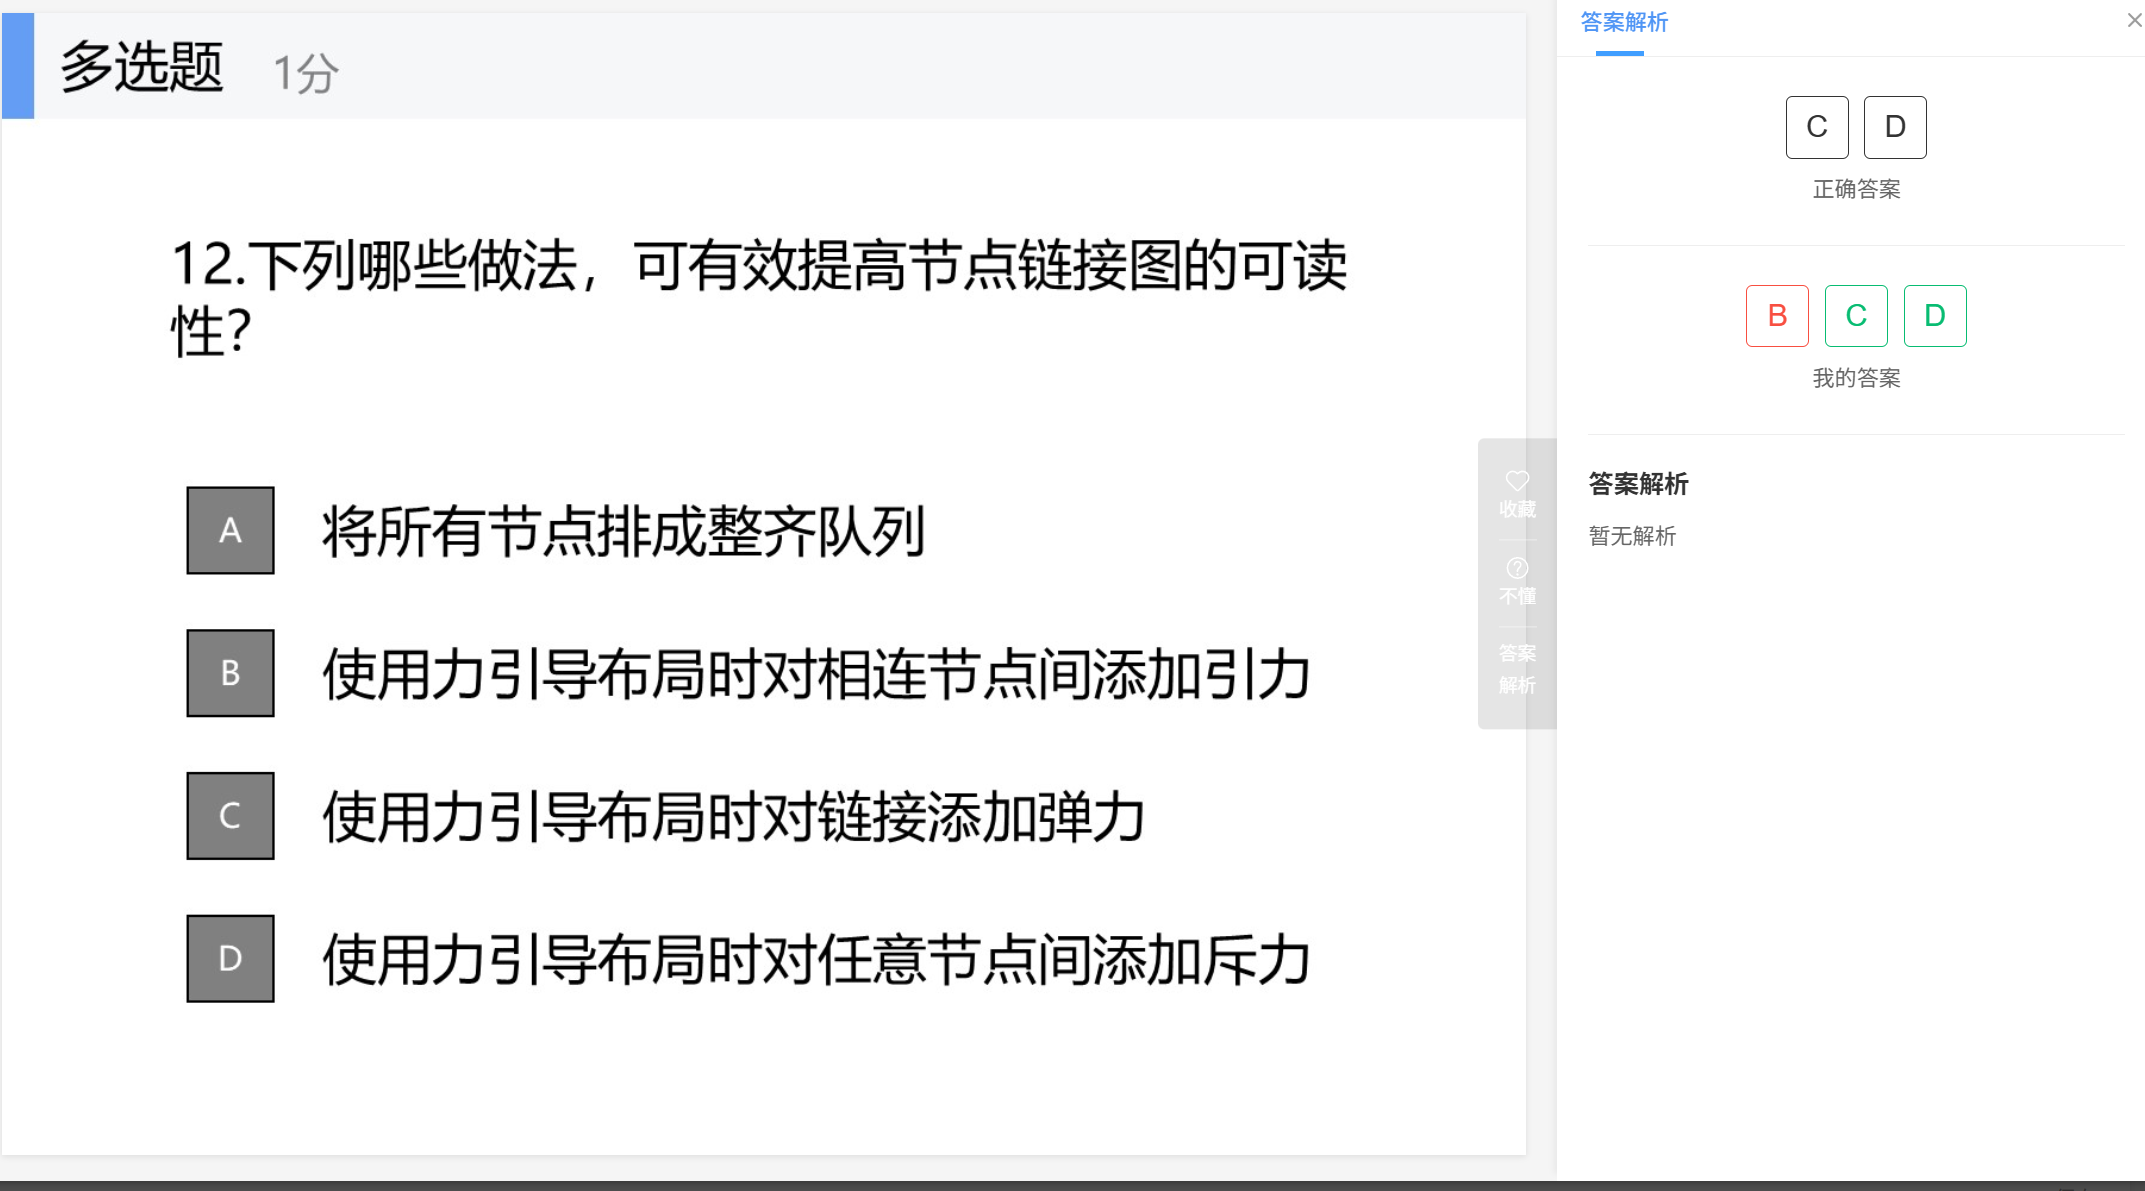 多选题 1分
12.下列哪些做法，可有效提高节点链接图的可读
性?
A 将所有节点排成整齐队列
B 使用力引导布局时对相连节点间添加引力
C 使用力引导布局时对链接添加弹力
D 使用力引导布局时对任意节点间添加斥力
收藏
不懂
答案
解析
答案解析
C D
正确答案
B C D
我的答案
答案解析
暂无解析